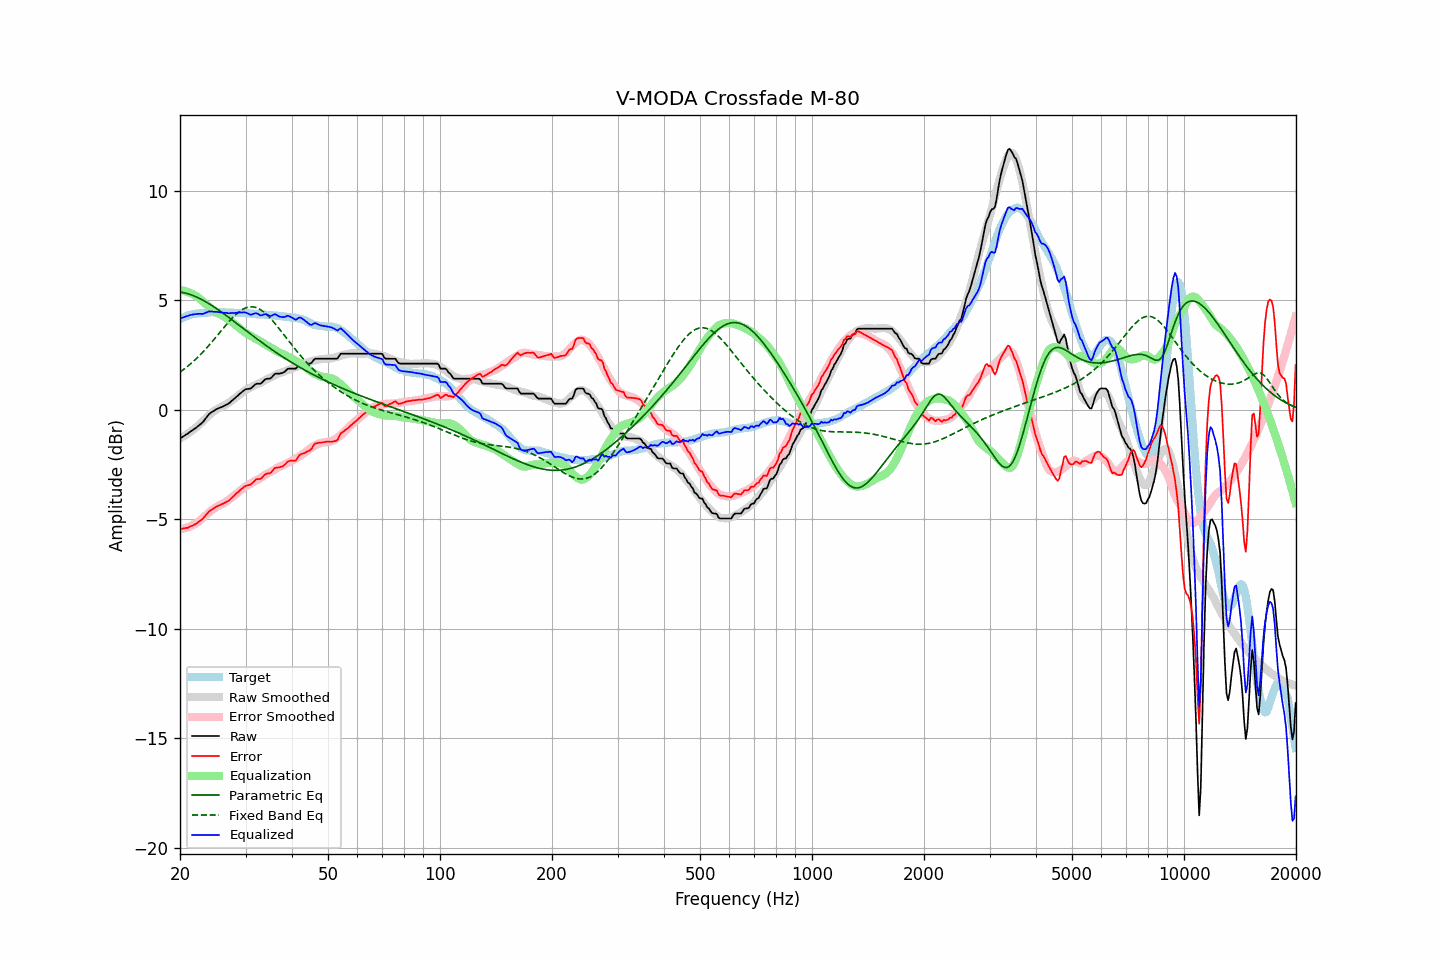 V-MODA Crossfade M-80
Amplitude (dBr)
10
5
0
−5
−10
−15
−20
Target
Raw Smoothed
Error Smoothed
Raw
Error
Equalization
Parametric Eq
Fixed Band Eq
Equalized
20
50
100
200
500
1000
2000
5000
10000
20000
Frequency (Hz)